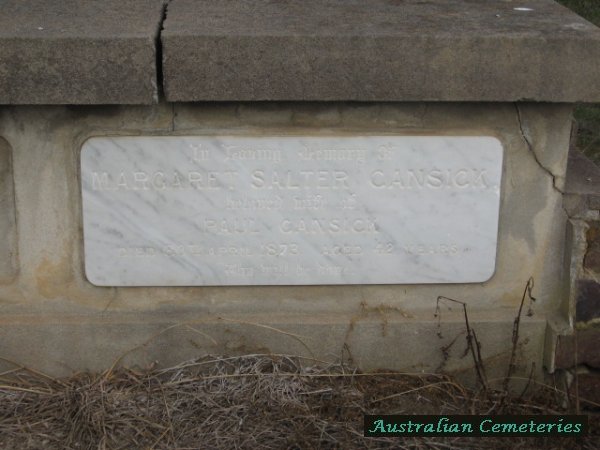 In Loving Memory of
MARGARET SALTER CANSICK,
beloved wife of
PAUL CANSICK
DIED APRIL 1873. AGED 42 YEARS.
Thy will be done.
Australian Cemeteries